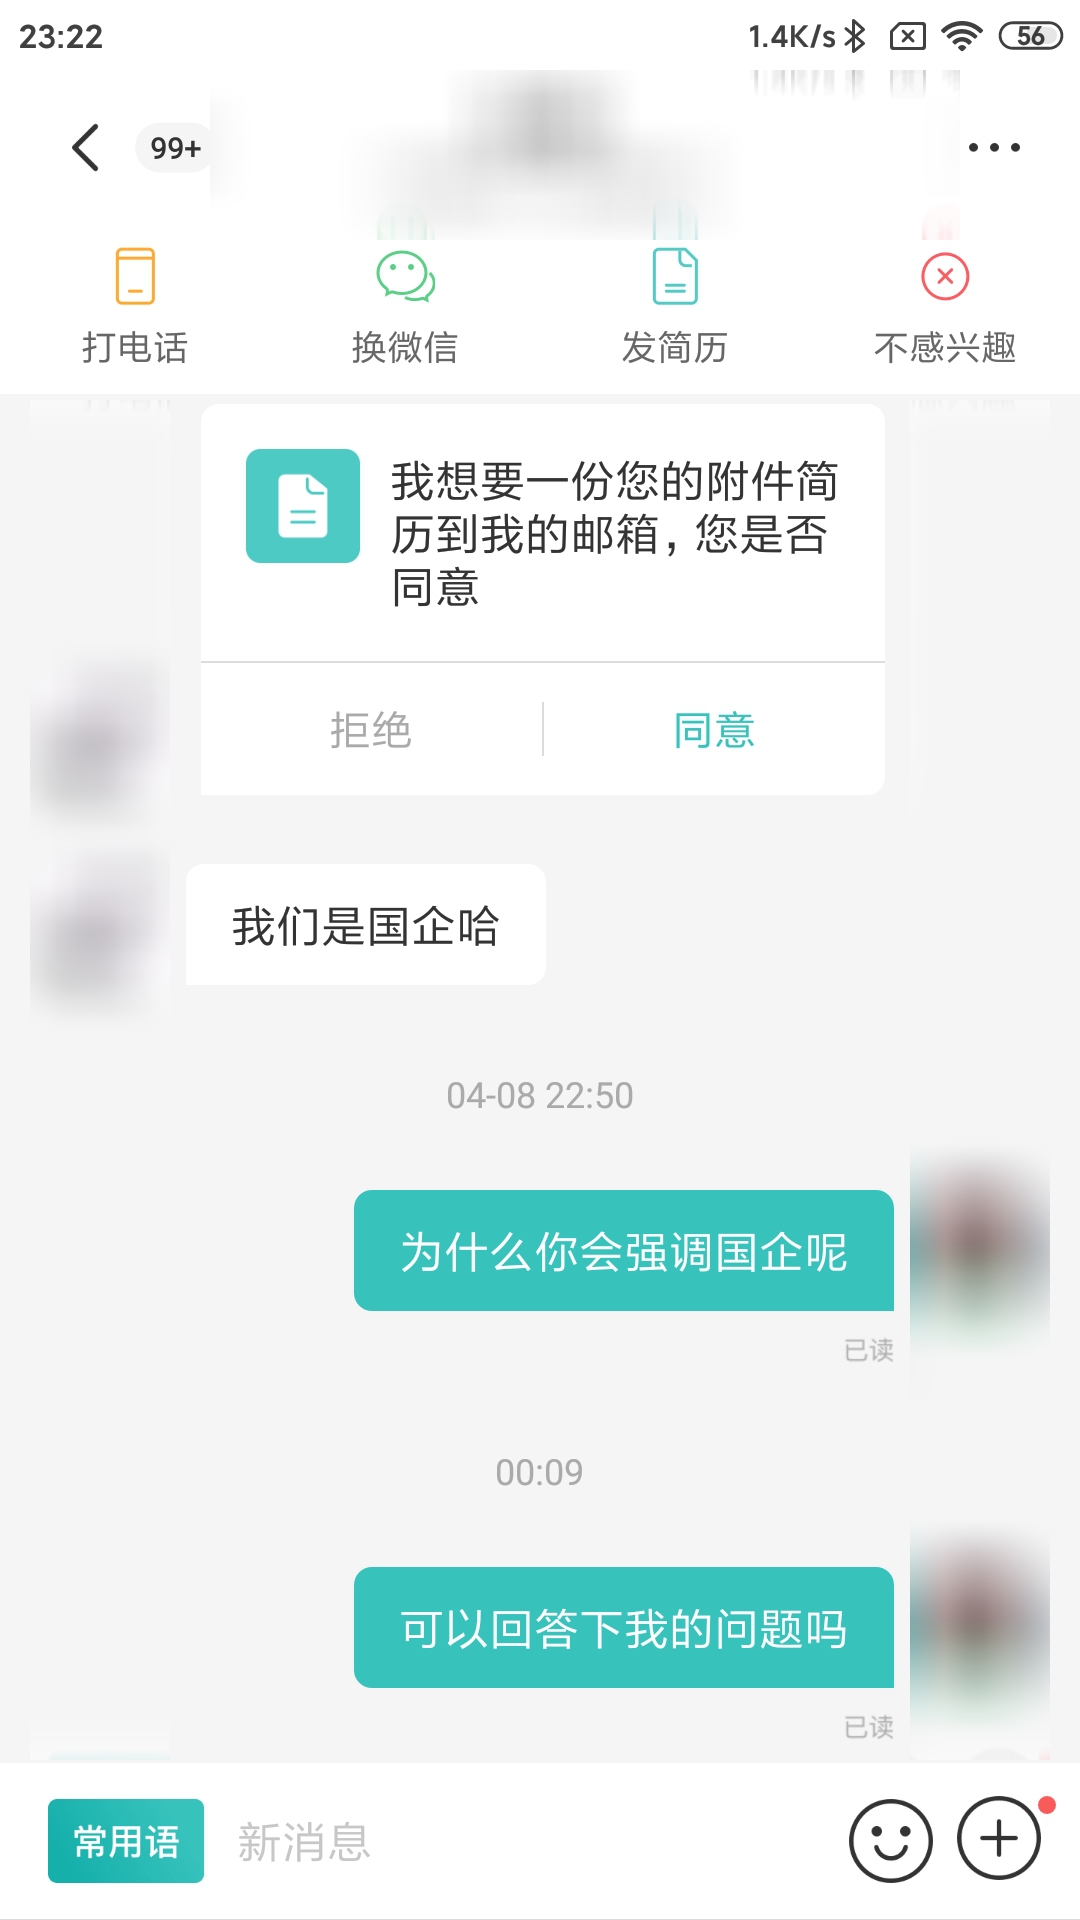 23:22
1.4K/s
56
99+
打电话
换微信
发简历
不感兴趣
我想要一份您的附件简
历到我的邮箱，您是否
同意
拒绝
同意
我们是国企哈
04-08 22:50
为什么你会强调国企呢
已读
00:09
可以回答下我的问题吗
已读
常用语
新消息